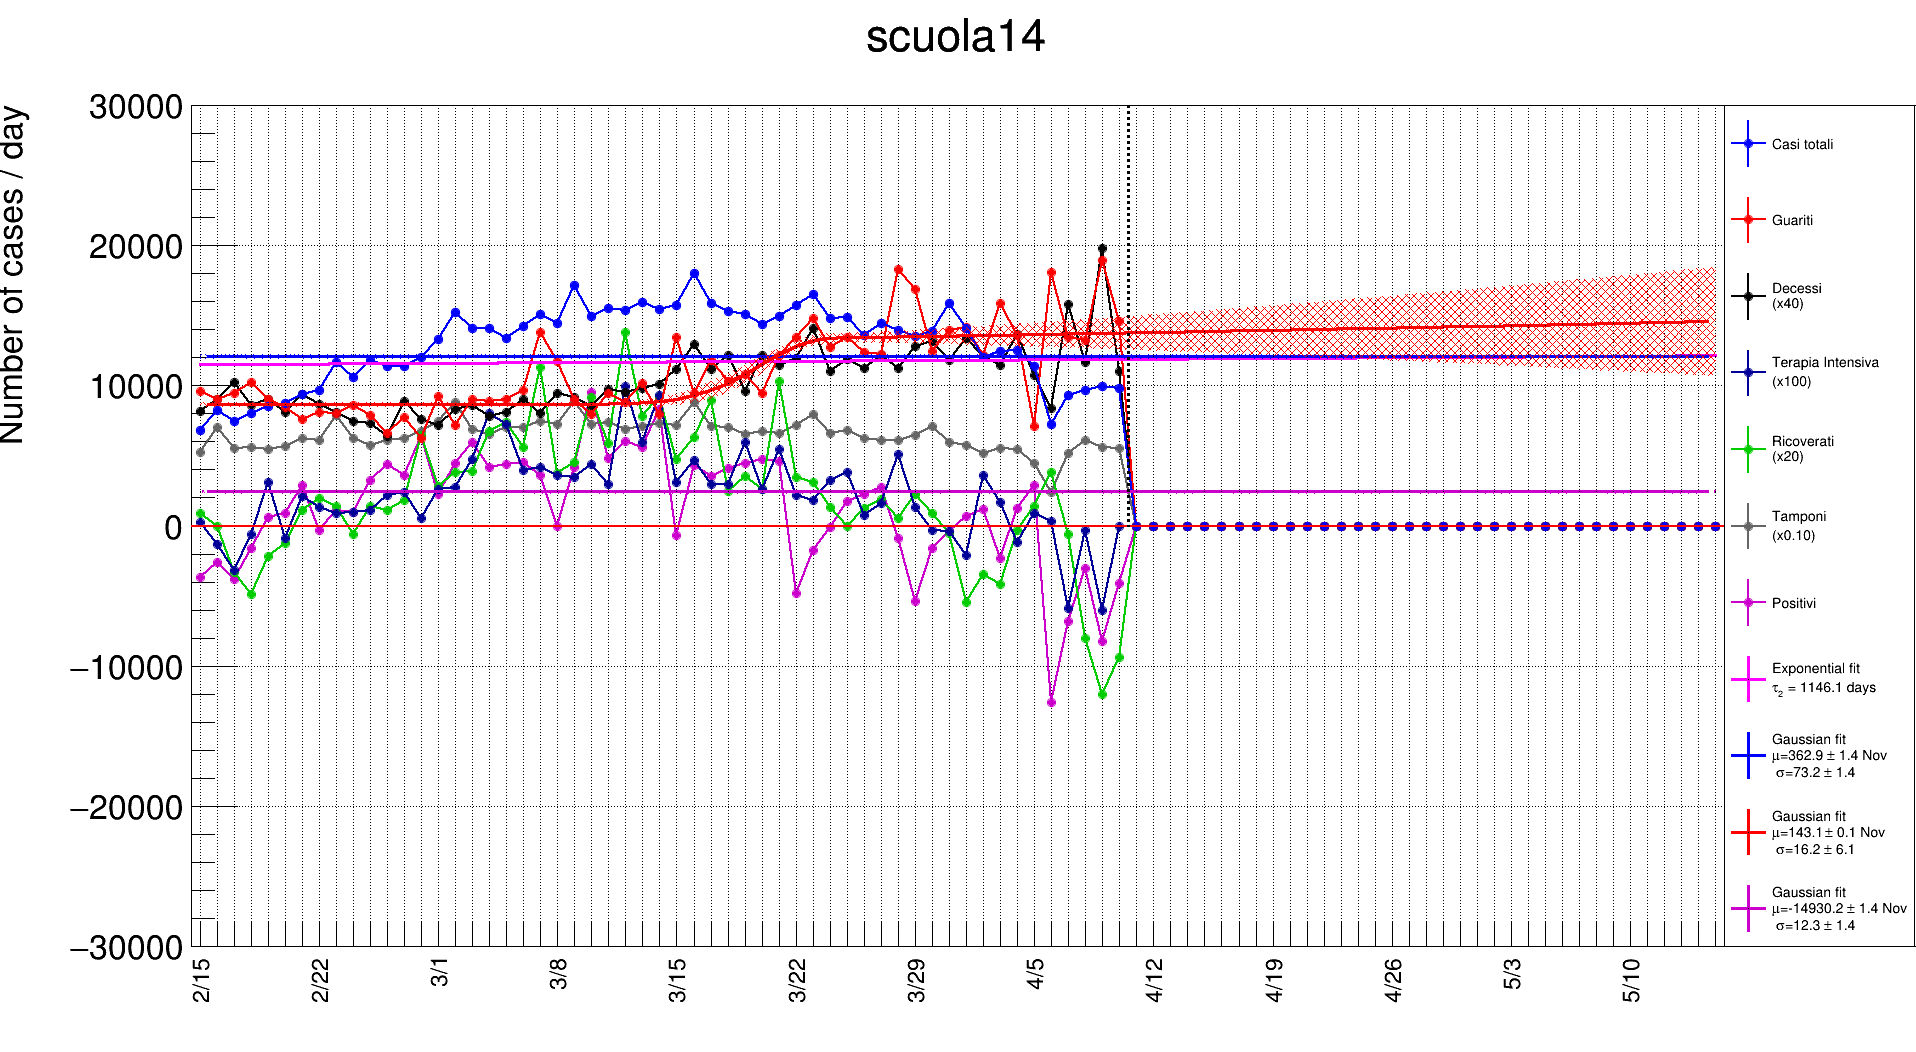 scuola14
Number of cases / day
30000
20000
10000
0
−10000
−20000
−30000
2/15
2/22
3/1
3/8
3/15
3/22
3/29
4/5
4/12
4/19
4/26
5/3
5/10
Casi totali
Guariti
Decessi
(x40)
Terapia Intensiva
(x100)
Ricoverati
(x20)
Tamponi
(x0.10)
Positivi
Exponential fit
τ2 = 1146.1 days
Gaussian fit
μ=362.9 ± 1.4 Nov
σ=73.2 ± 1.4
Gaussian fit
μ=143.1 ± 0.1 Nov
σ=16.2 ± 6.1
Gaussian fit
μ=-14930.2 ± 1.4 Nov
σ=12.3 ± 1.4